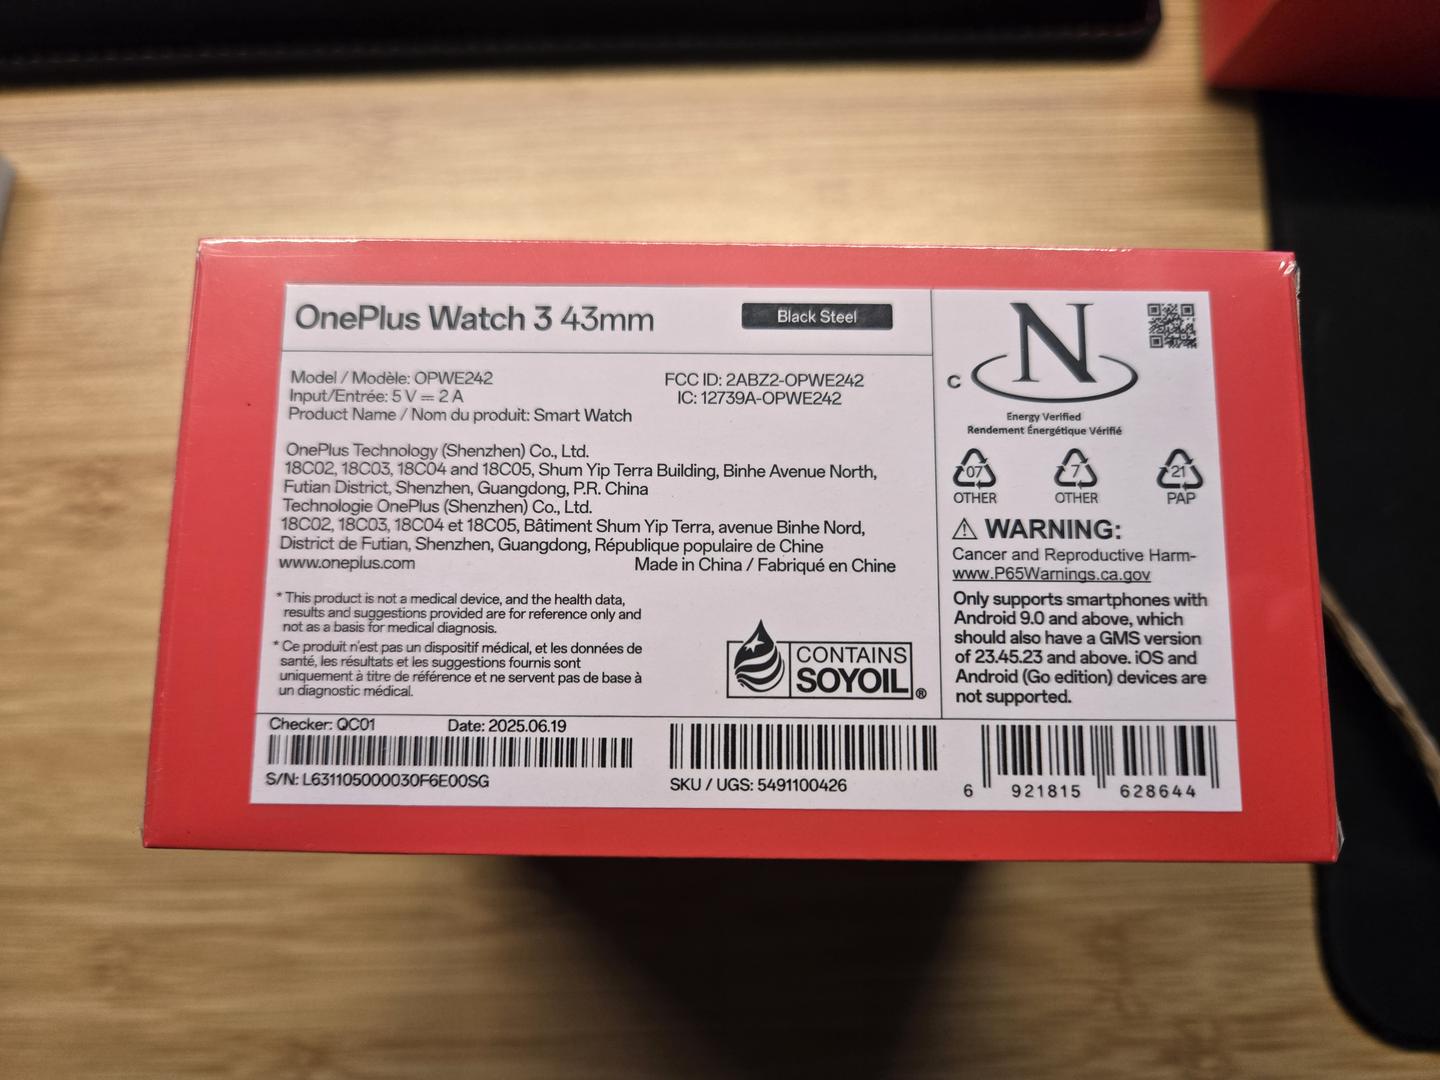 OnePlus Watch 3 43mm
Black Steel
Model / Modèle: OPWE242
Input/Entrée: 5 V ⎓ 2 A
Product Name / Nom du produit: Smart Watch
FCC ID: 2ABZ2-OPWE242
IC: 12739A-OPWE242
OnePlus Technology (Shenzhen) Co., Ltd.
18C02, 18C03, 18C04 and 18C05, Shum Yip Terra Building, Binhe Avenue North,
Futian District, Shenzhen, Guangdong, P.R. China
Technologie OnePlus (Shenzhen) Co., Ltd.
18C02, 18C03, 18C04 et 18C05, Bâtiment Shum Yip Terra, avenue Binhe Nord,
District de Futian, Shenzhen, Guangdong, République populaire de Chine
www.oneplus.com
Made in China / Fabriqué en Chine
* This product is not a medical device, and the health data,
results and suggestions provided are for reference only and
not as a basis for medical diagnosis.
* Ce produit n'est pas un dispositif médical, et les données de
santé, les résultats et les suggestions fournis sont
uniquement à titre de référence et ne servent pas de base à
un diagnostic médical.
CONTAINS
SOYOIL®
C N
Energy Verified
Rendement Énergétique Vérifié
07 7 21
OTHER OTHER PAP
⚠ WARNING:
Cancer and Reproductive Harm-
www.P65Warnings.ca.gov
Only supports smartphones with
Android 9.0 and above, which
should also have a GMS version
of 23.45.23 and above. iOS and
Android (Go edition) devices are
not supported.
Checker: QC01 Date: 2025.06.19
S/N: L631105000030F6E00SG
SKU / UGS: 5491100426
6 921815 628644